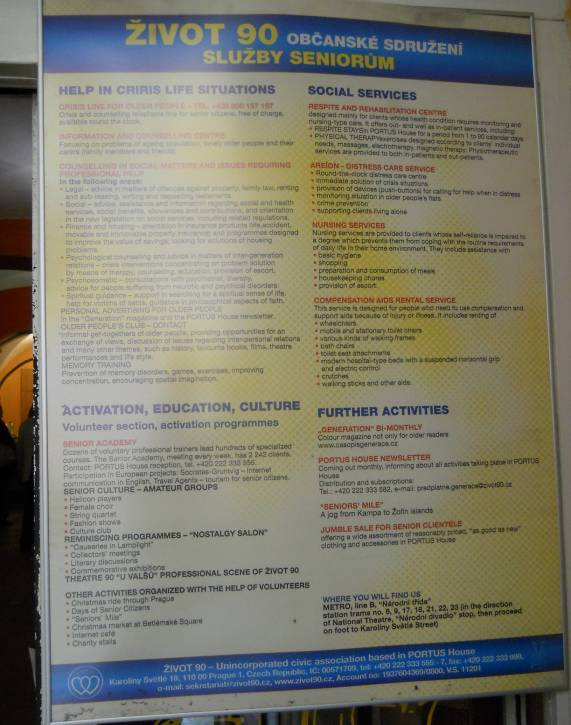 ŽIVOT 90 OBČANSKÉ SDRUŽENÍ
SLUŽBY SENIORŮM
HELP IN CRIRIS LIFE SITUATIONS
CRISIS LINE FOR OLDER PEOPLE - TEL. +420 800 157 157
Crisis and counselling telephone line for senior citizens, free of charge,
available round the clock.
INFORMATION AND COUNSELLING CENTRE
Focusing on problems of ageing population, lonely older people and their
carers (family members and friends).
COUNSELLING IN SOCIAL MATTERS AND ISSUES REQUIRING
PROFESSIONAL HELP
in the following areas:
• Legal – advice in matters of offences against property, family law, renting
and sub-leasing, writing and requesting settlements.
• Social – advice, assistance and information regarding social and health
services, social benefits, allowances and contributions, and orientation
in the new legislation on social services, including related regulations.
• Finance and housing – orientation in insurance products (life accident,
movable and immovable property insurance) and programmes designed
to improve the value of savings; looking for solutions of housing
problems.
• Psychological counselling and advice in matters of inter-generation
relations – crisis interventions concentrating on problem solution
by means of therapy, counselling, education, provision of escort.
• Psychosomatic – consultations with psychiatrist, therapy,
advice for people suffering from neurotic and psychical disorders.
• Spiritual guidance – support in searching for a spiritual sense of life,
help for victims of sects, guidance in philosophical aspects of faith.
PERSONAL ADVERTISING FOR OLDER PEOPLE
In the "Generation" magazine and the PORTUS House newsletter.
OLDER PEOPLE'S CLUB – CONTACT
Informal get-togethers of older people, providing opportunities for an
exchange of views, discussion of issues regarding inter-personal relations
and many other themes, such as history, favourite books, films, theatre
performances and life style.
MEMORY TRAINING
Prevention of memory disorders, games, exercises, improving
concentration, encouraging spatial imagination.
ACTIVATION, EDUCATION, CULTURE
Volunteer section, activation programmes
SENIOR ACADEMY
Dozens of voluntary professional trainers lead hundreds of specialized
courses. The Senior Academy, meeting every week, has 2 242 clients.
Contact: PORTUS House reception, tel. +420 222 333 555.
Participation in European projects: Socrates-Gruntvig – Internet
communication in English, Travel Agents – tourism for senior citizens.
SENIOR CULTURE – AMATEUR GROUPS
• Helicon players
• Female choir
• String quartet
• Fashion shows
• Culture club
REMINISCING PROGRAMMES – "NOSTALGY SALON"
• "Causeries in Lamplight"
• Collectors' meetings
• Literary discussions
• Commemorative exhibitions
THEATRE 90 "U VALŠŮ" PROFESSIONAL SCENE OF ŽIVOT 90
OTHER ACTIVITIES ORGANIZED WITH THE HELP OF VOLUNTEERS
• Christmas ride through Prague
• Days of Senior Citizens
• "Seniors' Mile"
• Christmas market at Betlémské Square
• Internet café
• Charity stalls
SOCIAL SERVICES
RESPITE AND REHABILITATION CENTRE
designed mainly for clients whose health condition requires monitoring and
nursing-type care. It offers out- and well as in-patient services, including:
• RESPITE STAYS in PORTUS House for a period from 1 to 90 calendar days
• PHYSICAL THERAPY exercises designed according to clients' individual
needs, massages, electrotherapy, magnetic therapy. Physiotherapeutic
services are provided to both in-patients and out-patients.
AREÍON – DISTRESS CARE SERVICE
• Round-the-clock distress care centre
• immediate solution of crisis situations
• provision of devices (push-buttons) for calling for help when in distress
• monitoring situation in older people's flats
• crime prevention
• supporting clients living alone
NURSING SERVICES
Nursing services are provided to clients whose self-reliance is impaired to
a degree which prevents them from coping with the routine requirements
of daily life in their home environment. They include assistance with
• basic hygiene
• shopping
• preparation and consumption of meals
• housekeeping chores
• provision of escort.
COMPENSATION AIDS RENTAL SERVICE
This service is designed for people who need to use compensation and
support aids because of injury or illness. It includes renting of
• wheelchairs
• mobile and stationary toilet chairs
• various kinds of walking frames
• bath chairs
• toilet seat attachments
• modern hospital-type beds with a suspended horizontal grip
and electric control
• crutches
• walking sticks and other aids.
FURTHER ACTIVITIES
„GENERATION" BI-MONTHLY
Colour magazine not only for older readers
www.casopisgenerace.cz
PORTUS HOUSE NEWSLETTER
Coming out monthly, informing about all activities taking place in PORTUS
House
Distribution and subscriptions:
Tel.: +420 222 333 582, e-mail: predplatne.generace@zivot90.cz
"SENIORS' MILE"
A jog from Kampa to Žofín islands
JUMBLE SALE FOR SENIOR CLIENTELE
offering a wide assortment of reasonably priced, "as good as new"
clothing and accessories in PORTUS House
WHERE YOU WILL FIND US
METRO, line B, "Národní třída"
station trams no. 6, 9, 17, 18, 21, 22, 23 (in the direction
of National Theatre, "Národní divadlo" stop, then proceed
on foot to Karoliny Světlé Street)
ŽIVOT 90 – Unincorporated civic association based in PORTUS House
Karoliny Světlé 18, 110 00 Prague 1, Czech Republic, IC: 00571709, tel: +420 222 333 555 - 7, fax: +420 222 333 999,
e-mail: sekretariat@zivot90.cz, www.zivot90.cz, Account no: 1937604369/0800, V.S. 11201